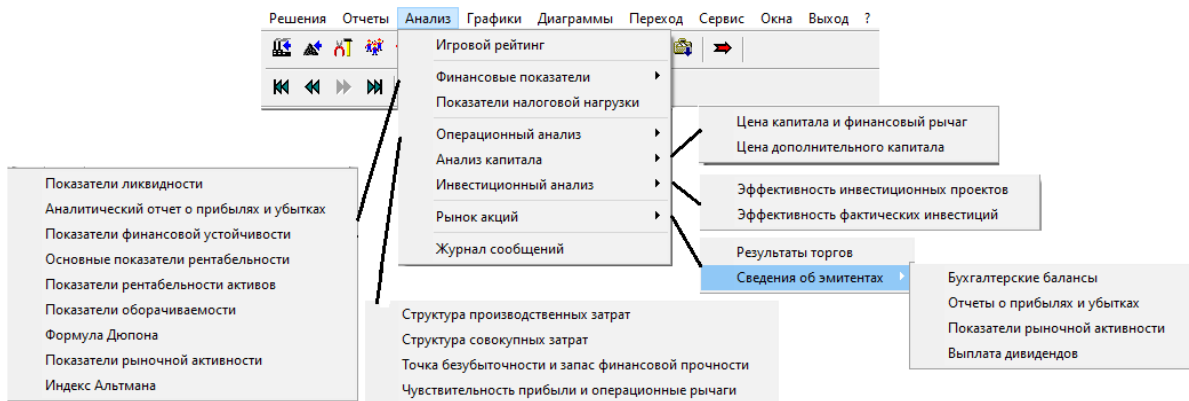 Решения Отчеты Анализ Графики Диаграммы Переход Сервис Окна Выход ?
Игровой рейтинг
Финансовые показатели
Показатели налоговой нагрузки
Операционный анализ
Анализ капитала
Инвестиционный анализ
Рынок акций
Журнал сообщений
Цена капитала и финансовый рычаг
Цена дополнительного капитала
Эффективность инвестиционных проектов
Эффективность фактических инвестиций
Результаты торгов
Сведения об эмитентах
Бухгалтерские балансы
Отчеты о прибылях и убытках
Показатели рыночной активности
Выплата дивидендов
Показатели ликвидности
Аналитический отчет о прибылях и убытках
Показатели финансовой устойчивости
Основные показатели рентабельности
Показатели рентабельности активов
Показатели оборачиваемости
Формула Дюпона
Показатели рыночной активности
Индекс Альтмана
Структура производственных затрат
Структура совокупных затрат
Точка безубыточности и запас финансовой прочности
Чувствительность прибыли и операционные рычаги